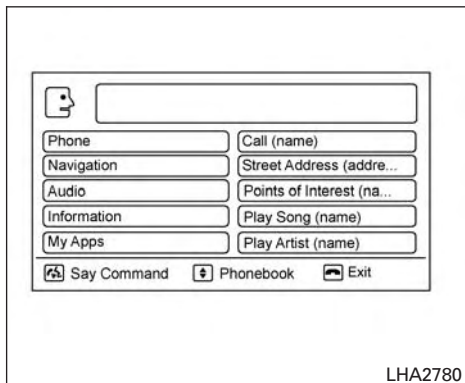 Phone Call (name)
Navigation Street Address (addre...
Audio Points of Interest (na...
Information Play Song (name)
My Apps Play Artist (name)
Say Command Phonebook Exit
LHA2780